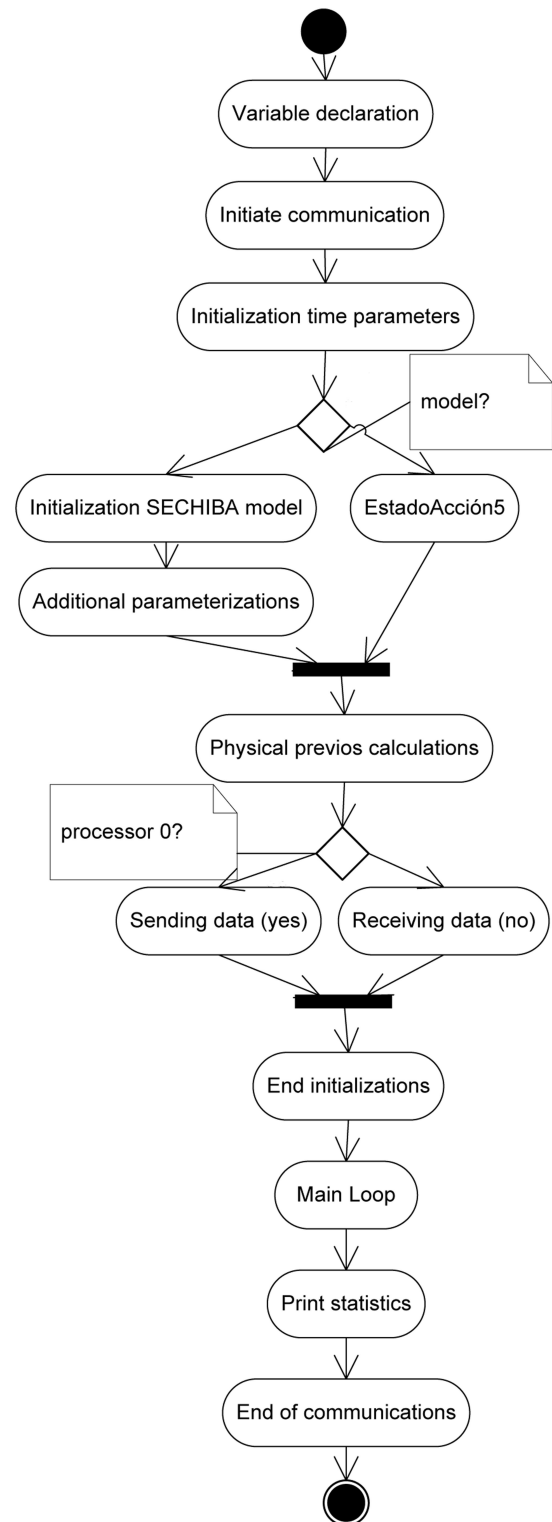 Variable declaration
Initiate communication
Initialization time parameters
model?
Initialization SECHIBA model
EstadoAcción5
Additional parameterizations
Physical previos calculations
processor 0?
Sending data (yes)
Receiving data (no)
End initializations
Main Loop
Print statistics
End of communications